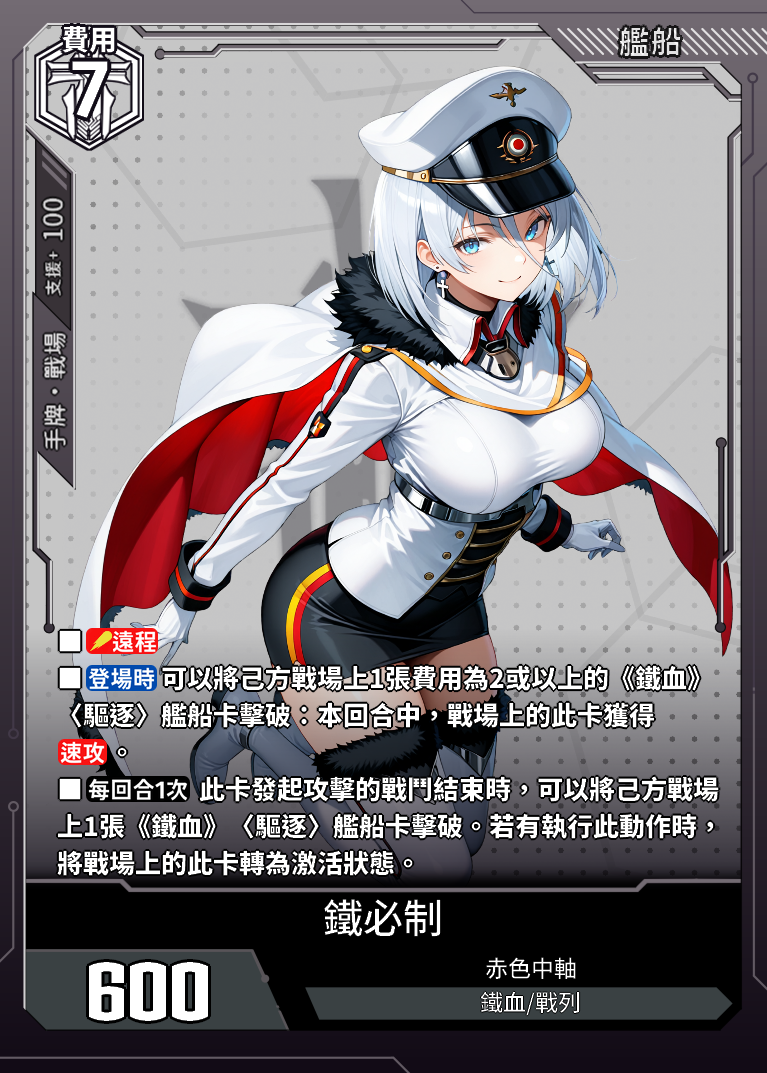 費用
7
艦船
支援+ 100
手牌・戰場
■ 遠程
■ 登場時 可以將己方戰場上1張費用為2或以上的《鐵血》
〈驅逐〉艦船卡擊破：本回合中，戰場上的此卡獲得
速攻。
■ 每回合1次 此卡發起攻擊的戰鬥結束時，可以將己方戰場
上1張《鐵血》〈驅逐〉艦船卡擊破。若有執行此動作時，
將戰場上的此卡轉為激活狀態。
鐵必制
600
赤色中軸
鐵血/戰列